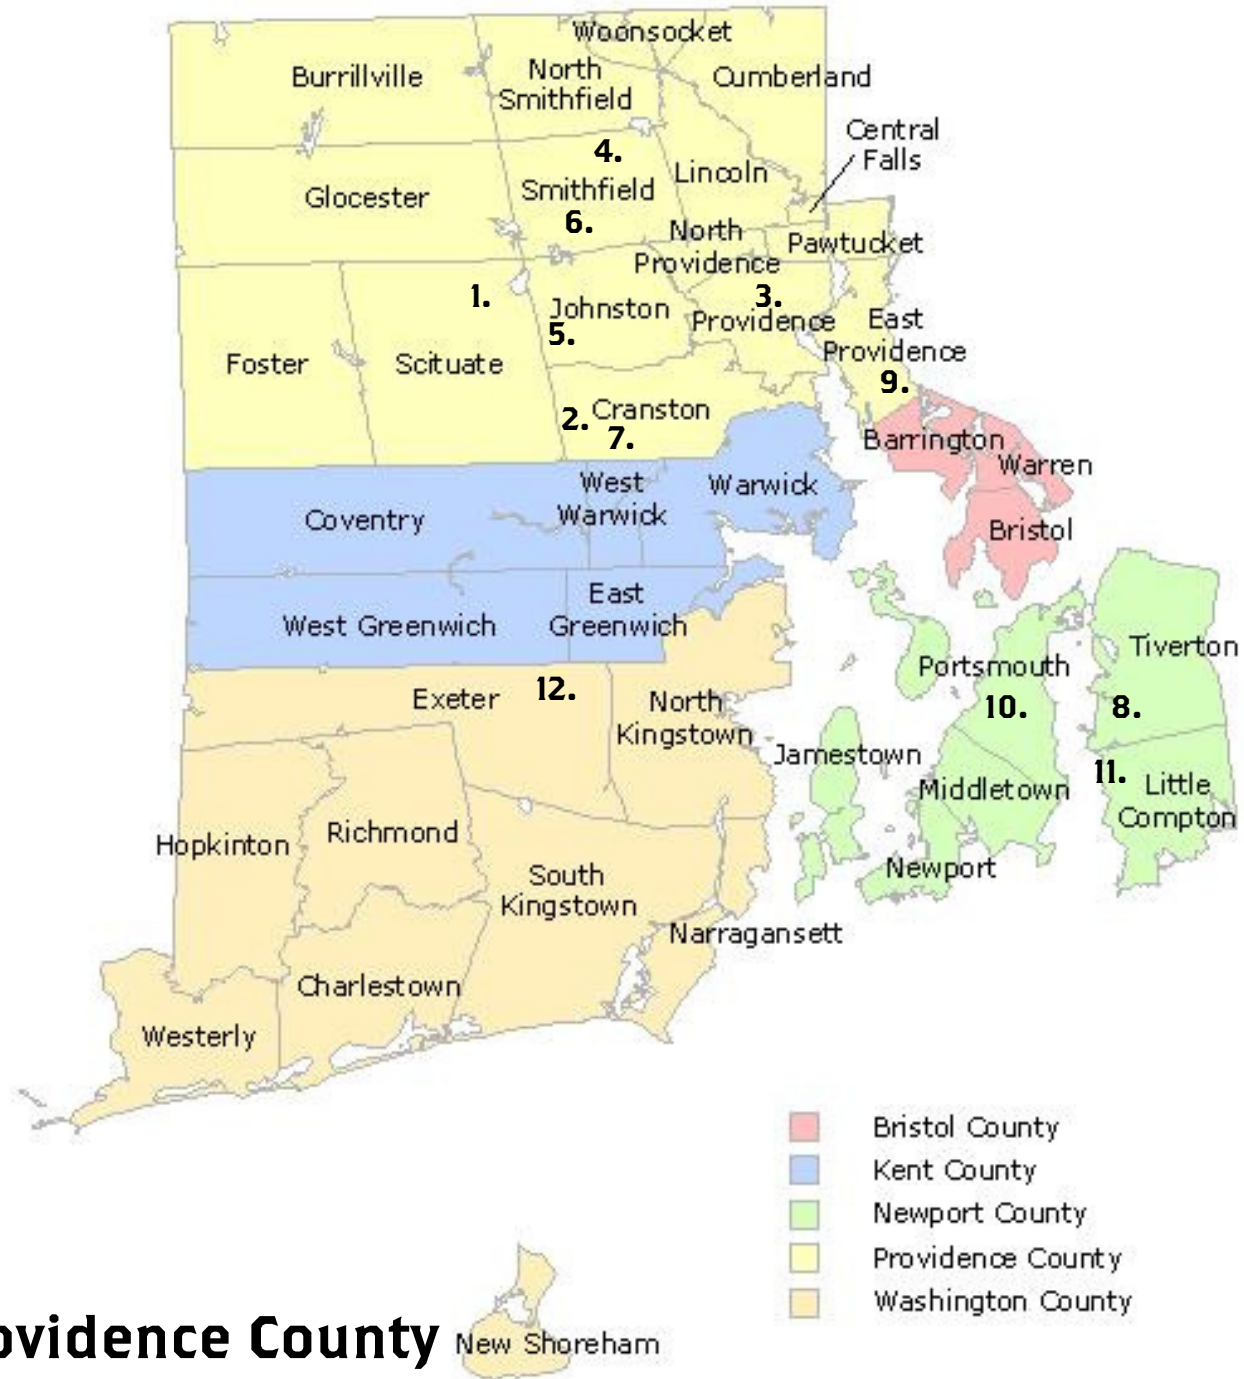 Woonsocket
Burrillville
North
Smithfield
Cumberland
Central
Falls
4.
Glocester
Smithfield
Lincoln
6.
North
Providence
Pawtucket
1.
3.
Johnston
5.
Providence
East
Providence
Foster
Scituate
9.
2.
Cranston
7.
Barrington
Warren
West
Warwick
Warwick
Coventry
Bristol
East
Greenwich
West Greenwich
Tiverton
Portsmouth
Exeter
12.
North
Kingstown
10.
8.
Jamestown
11.
Middletown
Little
Compton
Hopkinton
Richmond
South
Kingstown
Newport
Narragansett
Charlestown
Westerly
Bristol County
Kent County
Newport County
Providence County
Washington County
ovidence County
New Shoreham